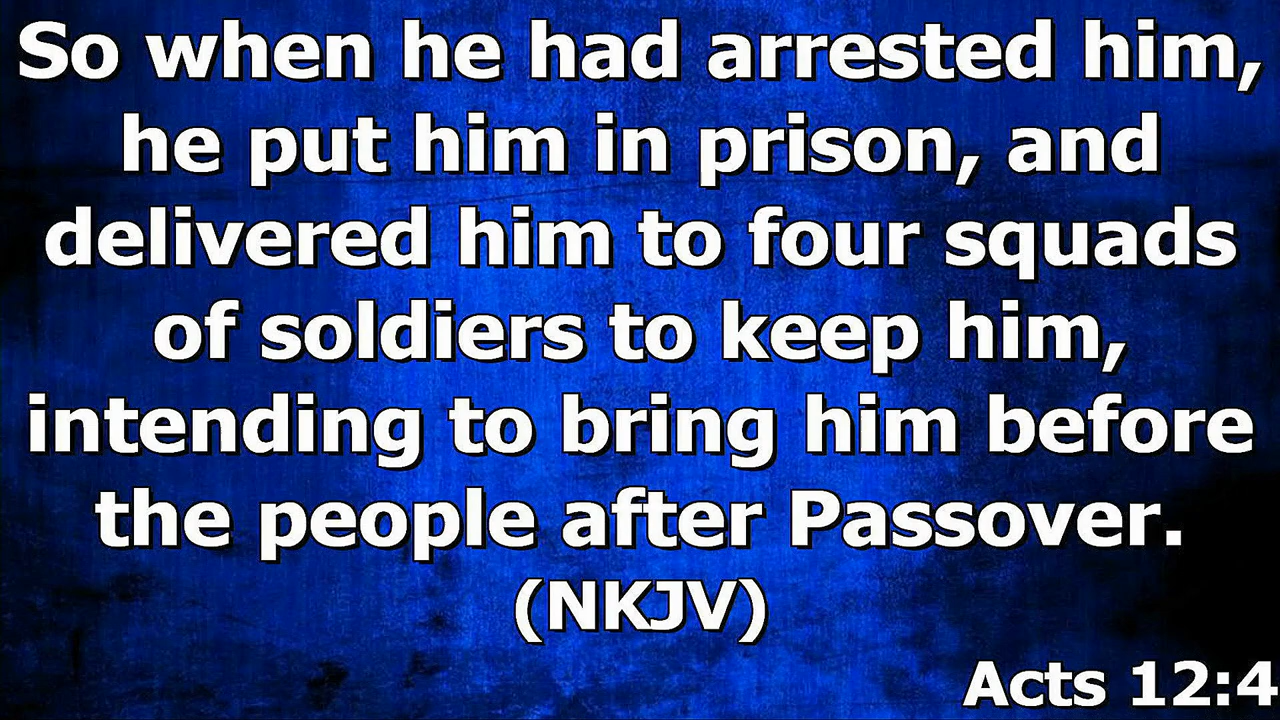 So when he had arrested him,
he put him in prison, and
delivered him to four squads
of soldiers to keep him,
intending to bring him before
the people after Passover.
(NKJV)
Acts 12:4